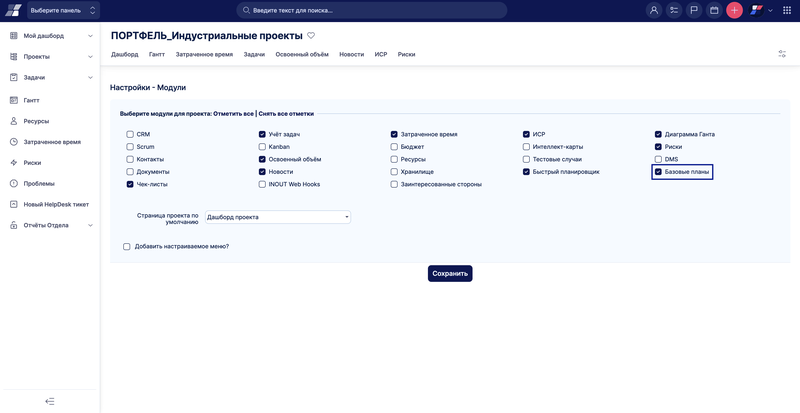 Выберите панель
Введите текст для поиска...
Мой дашборд
Проекты
Задачи
Гантт
Ресурсы
Затраченное время
Риски
Проблемы
Новый HelpDesk тикет
Отчёты Отдела
ПОРТФЕЛЬ_Индустриальные проекты
Дашборд Гантт Затраченное время Задачи Освоенный объём Новости ИСР Риски
Настройки - Модули
Выберите модули для проекта: Отметить все | Снять все отметки
CRM Учёт задач Затраченное время ИСР Диаграмма Ганта
Scrum Kanban Бюджет Интеллект-карты Риски
Контакты Освоенный объём Ресурсы Тестовые случаи DMS
Документы Новости Хранилище Быстрый планировщик Базовые планы
Чек-листы INOUT Web Hooks Заинтересованные стороны
Страница проекта по
умолчанию
Дашборд проекта
Добавить настраиваемое меню?
Сохранить